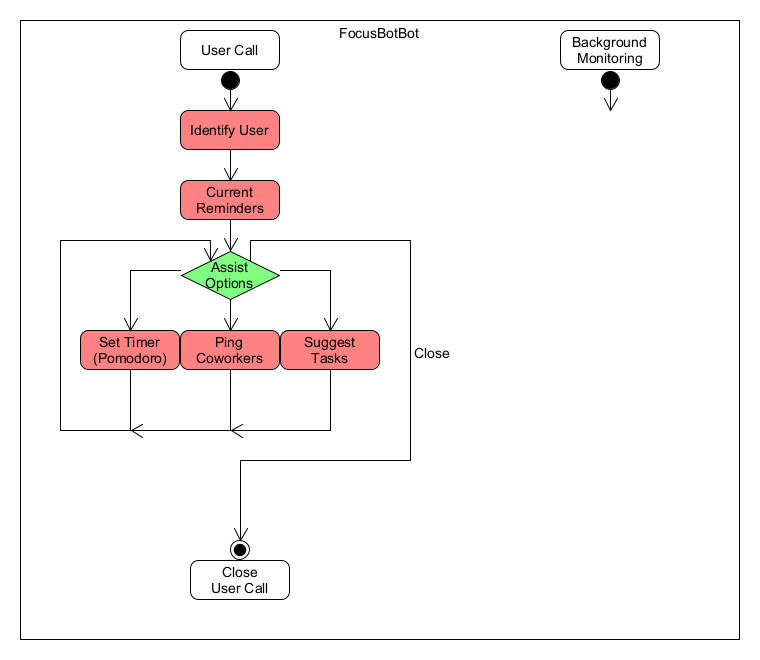 FocusBotBot
User Call
Background
Monitoring
Identify User
Current
Reminders
Assist
Options
Set Timer
(Pomodoro)
Ping
Coworkers
Suggest
Tasks
Close
Close
User Call